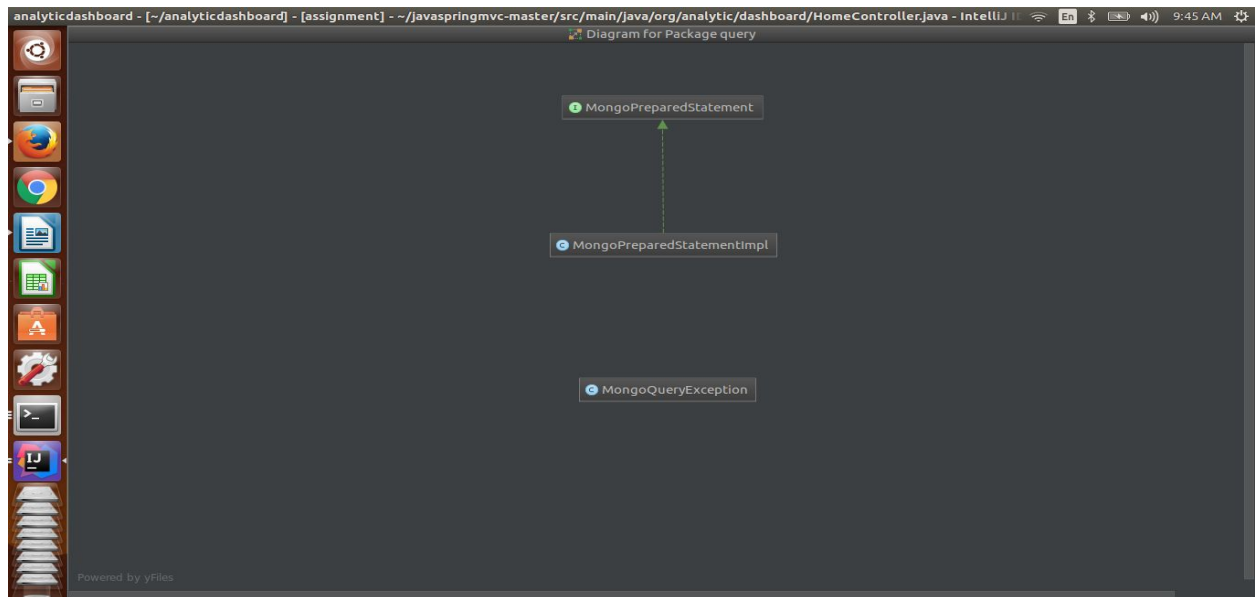 analyticdashboard - [~/analyticdashboard] - [assignment] - ~/javaspringmvc-master/src/main/java/org/analytic/dashboard/HomeController.java - IntelliJ En 9:45 AM
Diagram for Package query
I MongoPreparedStatement
C MongoPreparedStatementImpl
C MongoQueryException
A
>_
IJ
Powered by yFiles